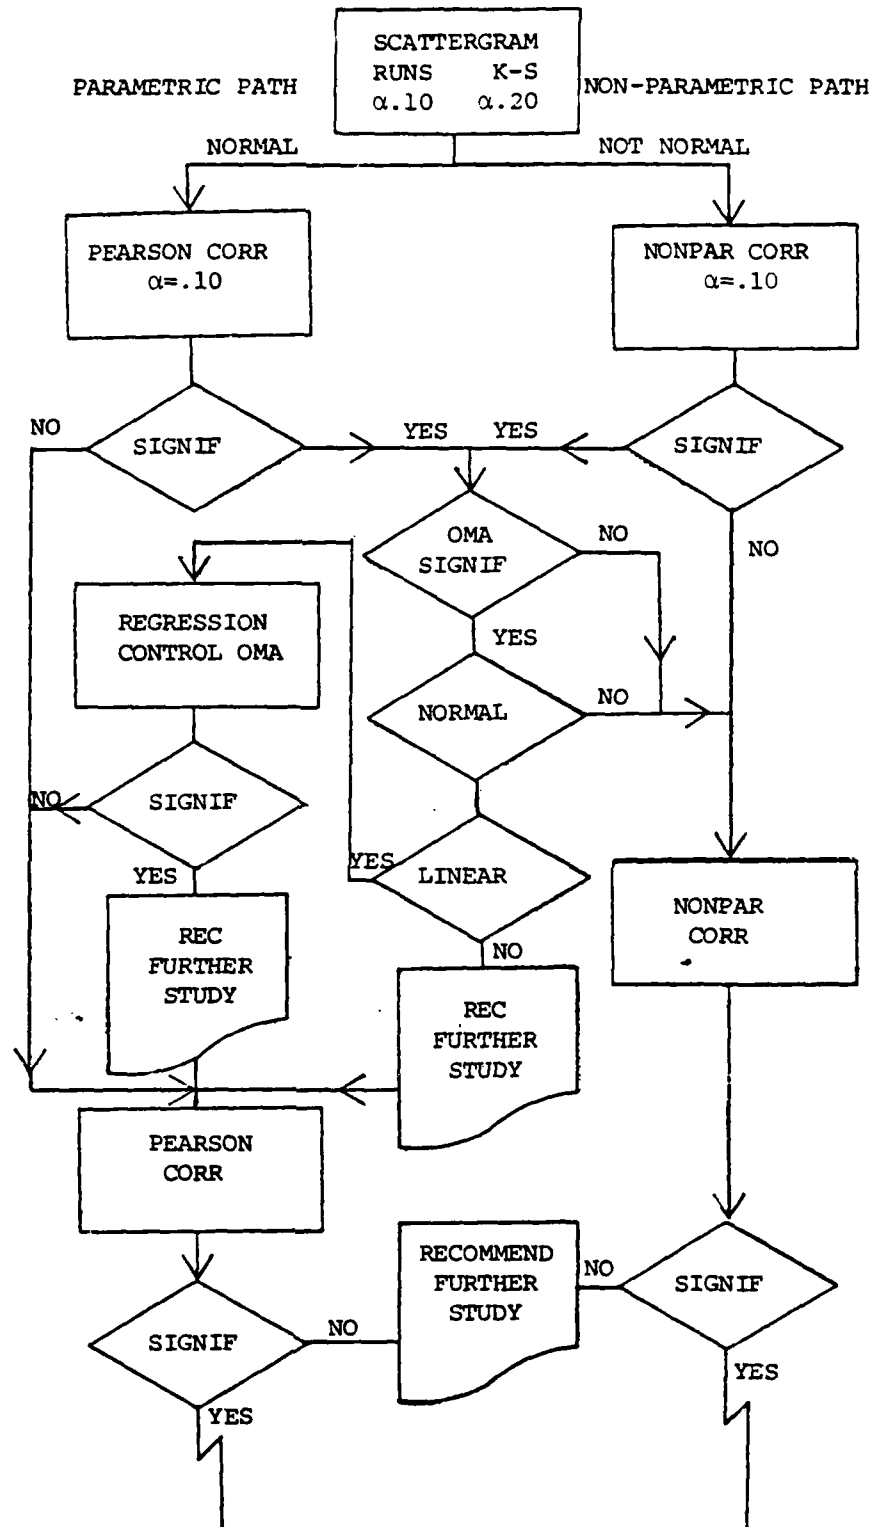 SCATTERGRAM
RUNS K-S
α.10 α.20
PARAMETRIC PATH
NON-PARAMETRIC PATH
NORMAL
NOT NORMAL
PEARSON CORR
α=.10
NONPAR CORR
α=.10
NO
SIGNIF
YES
YES
SIGNIF
OMA
SIGNIF
NO
NO
YES
REGRESSION
CONTROL OMA
NORMAL
NO
NO
SIGNIF
YES
YES
LINEAR
NO
NONPAR
CORR
REC
FURTHER
STUDY
REC
FURTHER
STUDY
PEARSON
CORR
RECOMMEND
FURTHER
STUDY
NO
SIGNIF
SIGNIF
NO
YES
YES